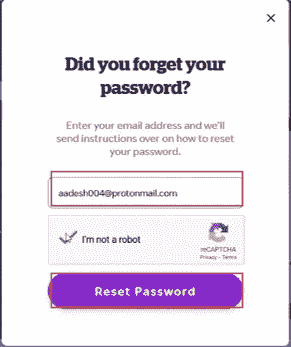 Did you forget your
password?
Enter your email address and we'll
send instructions over on how to reset
your password.
aadesh004@protonmail.com
I'm not a robot
reCAPTCHA
Privacy - Terms
Reset Password